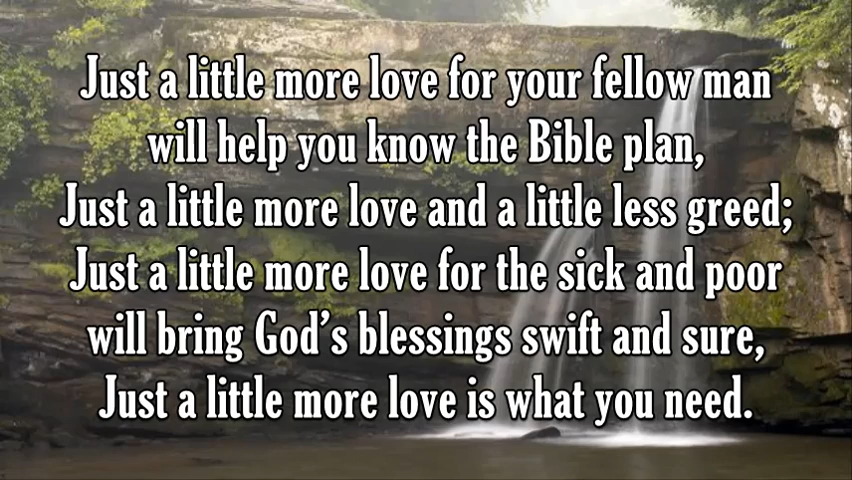 Just a little more love for your fellow man
will help you know the Bible plan,
Just a little more love and a little less greed;
Just a little more love for the sick and poor
will bring God’s blessings swift and sure,
Just a little more love is what you need.